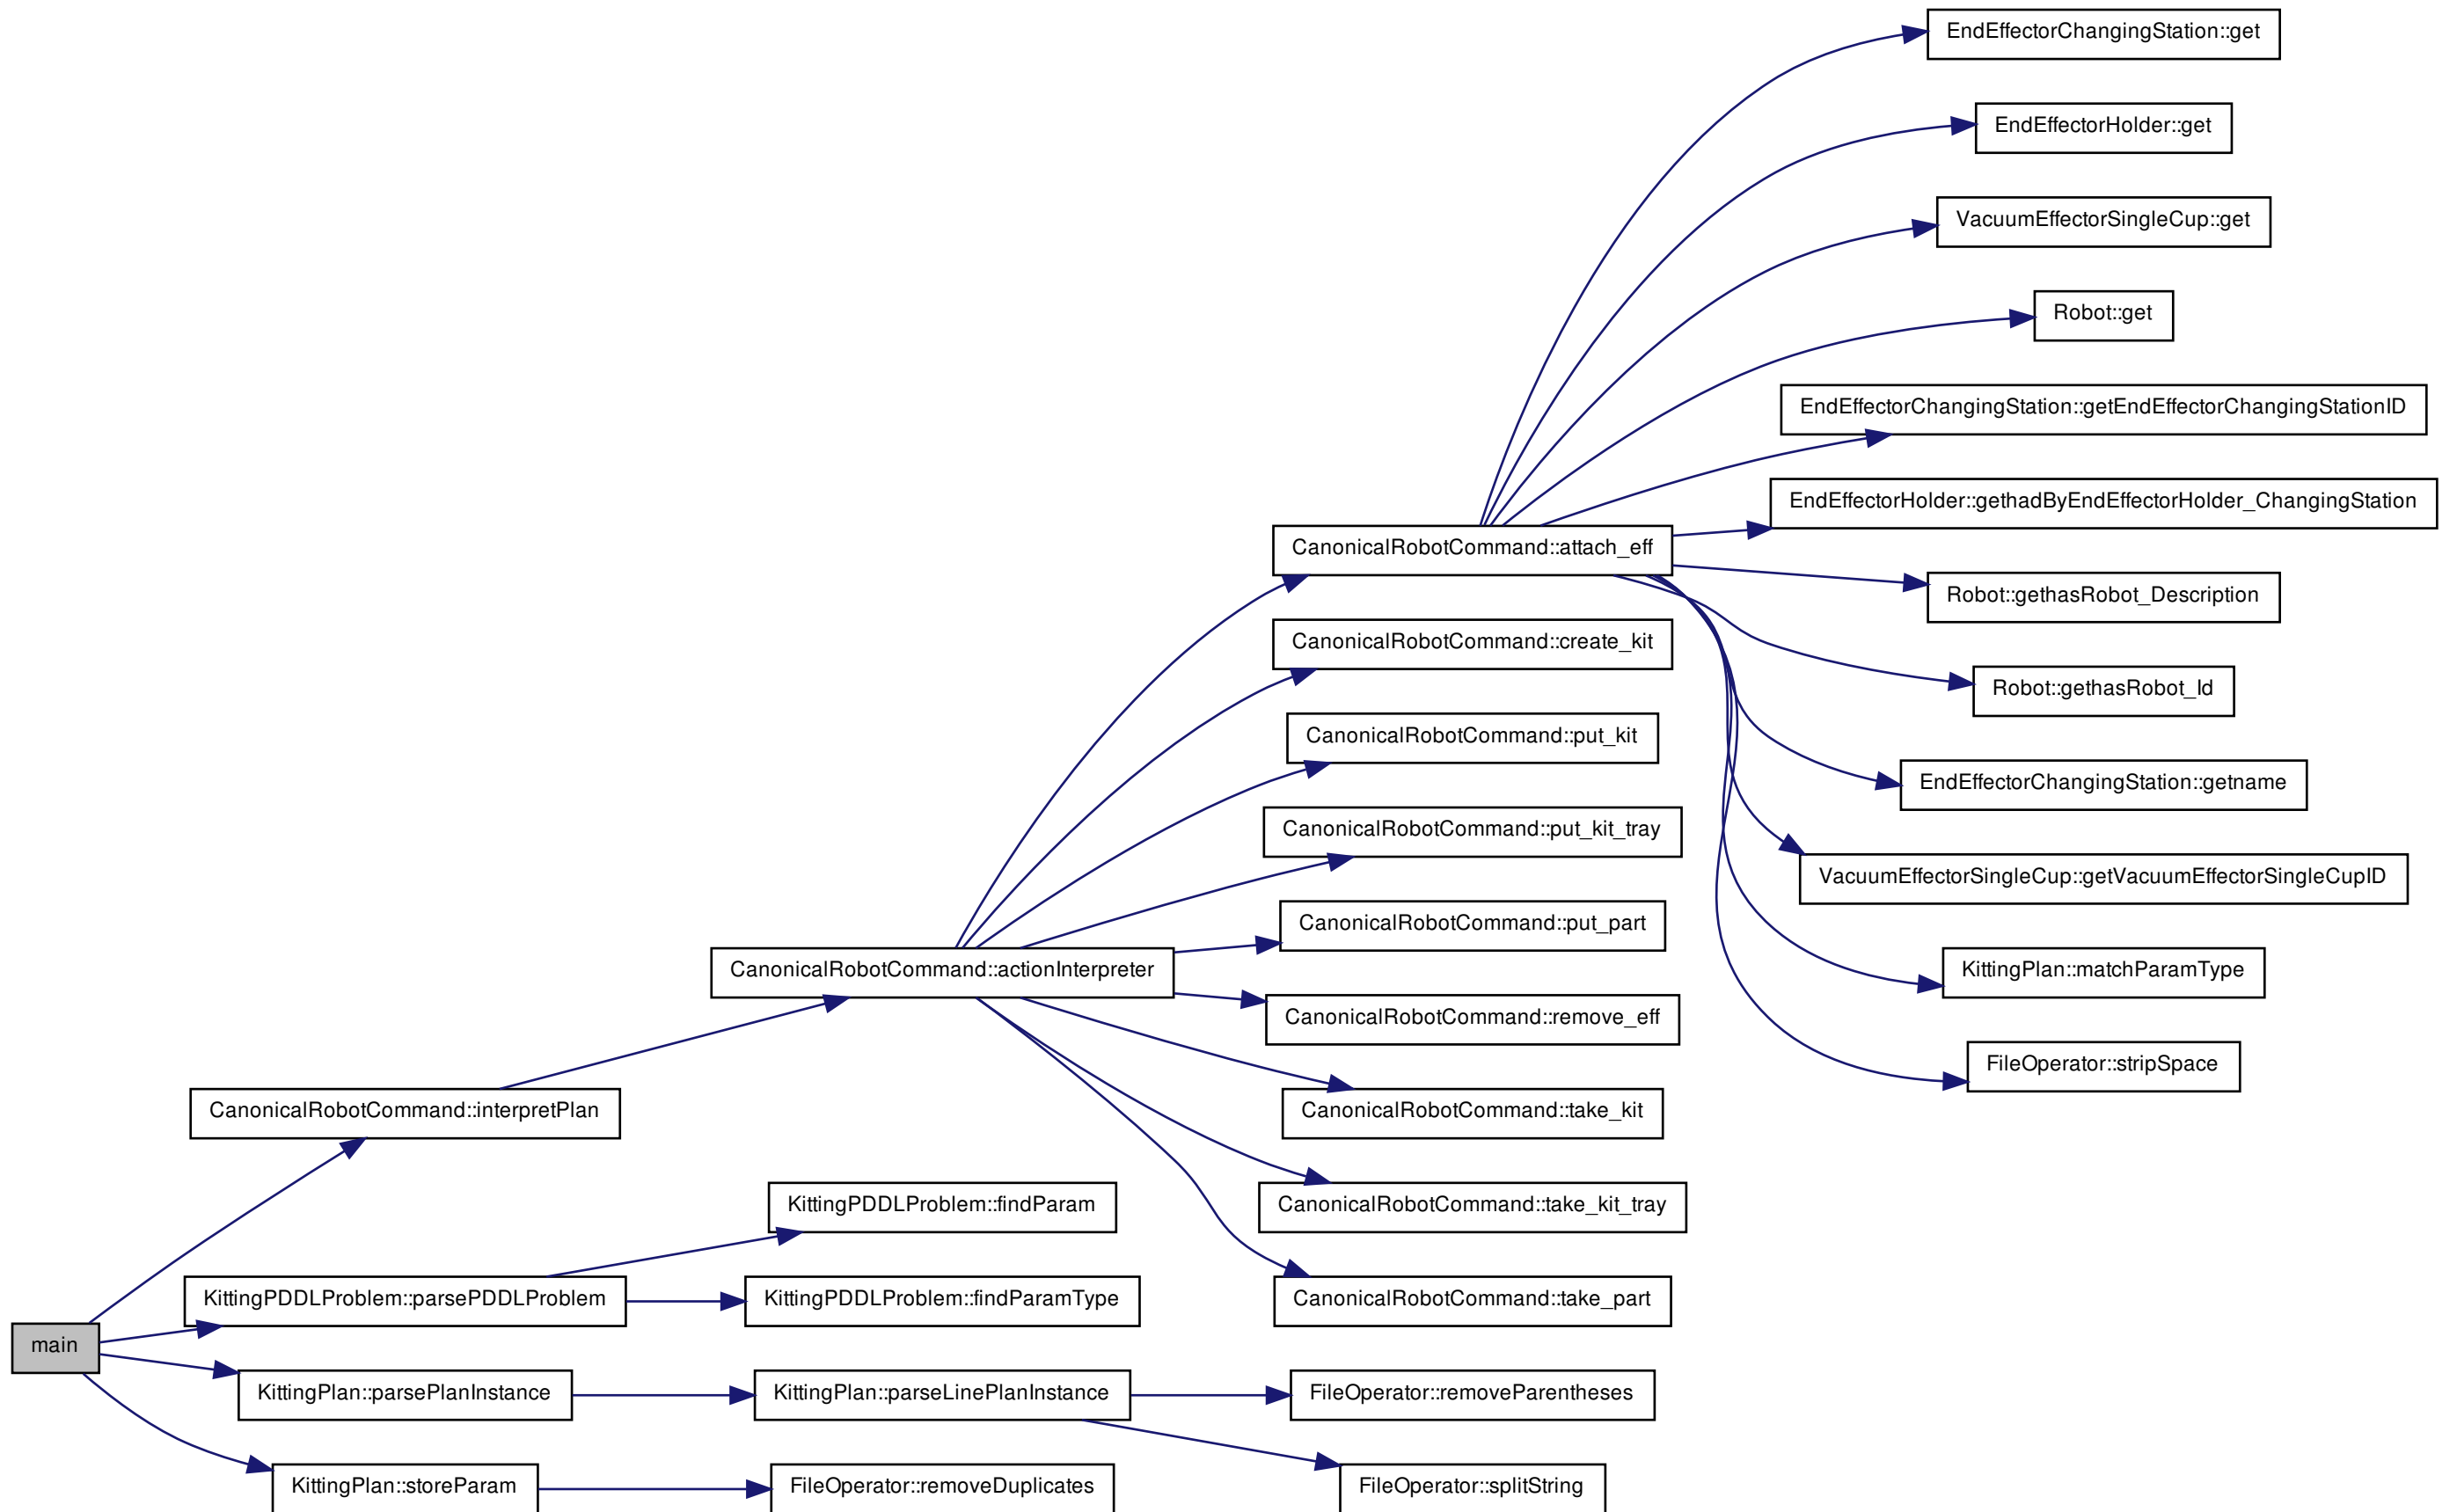 EndEffectorChangingStation::get
EndEffectorHolder::get
VacuumEffectorSingleCup::get
Robot::get
EndEffectorChangingStation::getEndEffectorChangingStationID
EndEffectorHolder::gethadByEndEffectorHolder_ChangingStation
CanonicalRobotCommand::attach_eff
Robot::gethasRobot_Description
CanonicalRobotCommand::create_kit
Robot::gethasRobot_Id
CanonicalRobotCommand::put_kit
EndEffectorChangingStation::getname
CanonicalRobotCommand::put_kit_tray
VacuumEffectorSingleCup::getVacuumEffectorSingleCupID
CanonicalRobotCommand::put_part
CanonicalRobotCommand::actionInterpreter
KittingPlan::matchParamType
CanonicalRobotCommand::remove_eff
FileOperator::stripSpace
CanonicalRobotCommand::interpretPlan
CanonicalRobotCommand::take_kit
KittingPDDLProblem::findParam
CanonicalRobotCommand::take_kit_tray
KittingPDDLProblem::parsePDDLProblem
KittingPDDLProblem::findParamType
CanonicalRobotCommand::take_part
main
KittingPlan::parsePlanInstance
KittingPlan::parseLinePlanInstance
FileOperator::removeParentheses
KittingPlan::storeParam
FileOperator::removeDuplicates
FileOperator::splitString